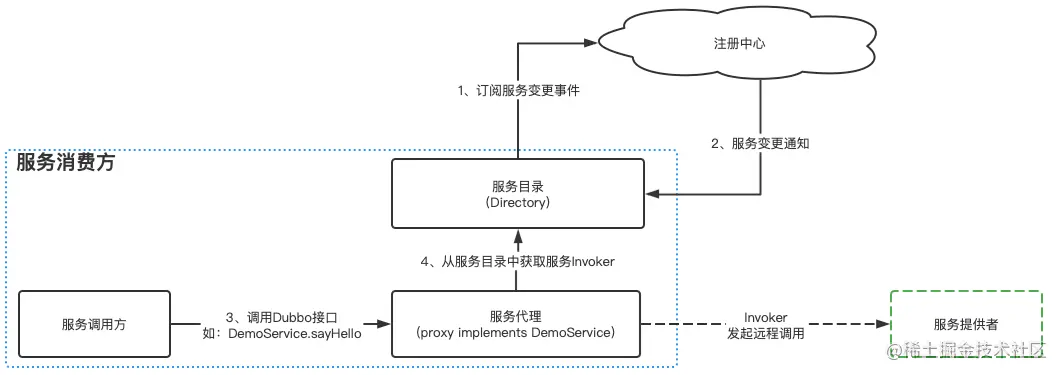 注册中心
1、订阅服务变更事件
2、服务变更通知
服务消费方
服务目录
(Directory)
4、从服务目录中获取服务Invoker
服务调用方
3、调用Dubbo接口
如：DemoService.sayHello
服务代理
(proxy implements DemoService)
Invoker
发起远程调用
服务提供者
@稀土掘金技术社区